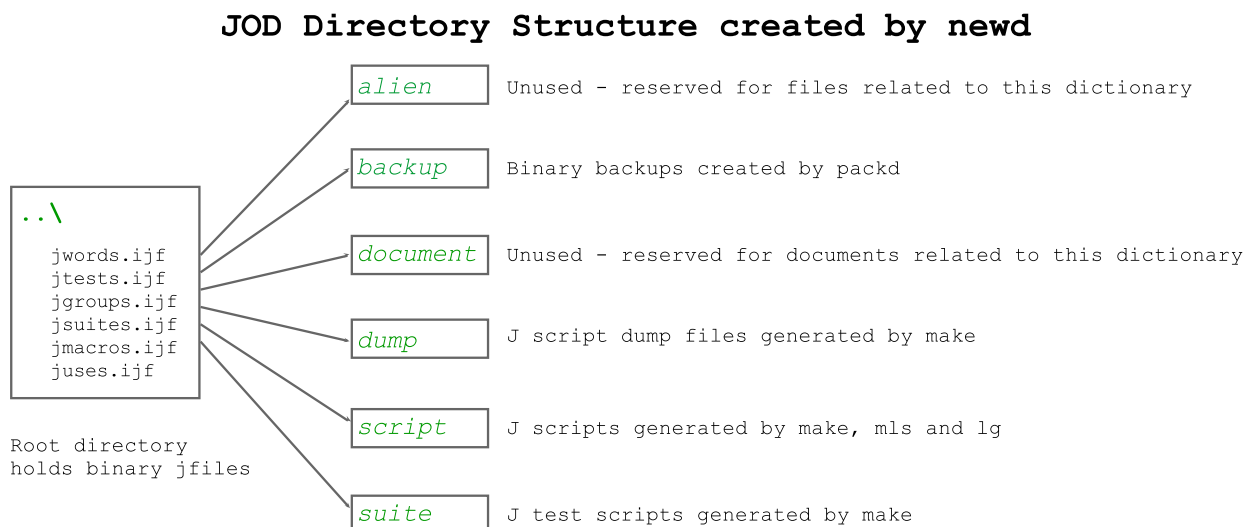 JOD Directory Structure created by newd
alien
Unused - reserved for files related to this dictionary
backup
Binary backups created by packd
..\
jwords.ijf
jtests.ijf
jgroups.ijf
jsuites.ijf
jmacros.ijf
juses.ijf
Root directory
holds binary jfiles
document
Unused - reserved for documents related to this dictionary
dump
J script dump files generated by make
script
J scripts generated by make, mls and lg
suite
J test scripts generated by make